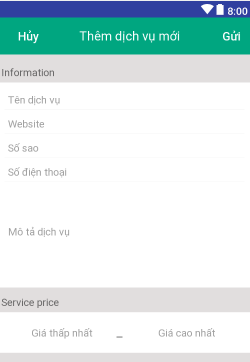 8:00
Hủy Thêm dịch vụ mới Gửi
Information
Tên dịch vụ
Website
Số sao
Số điện thoại
Mô tả dịch vụ
Service price
Giá thấp nhất _ Giá cao nhất